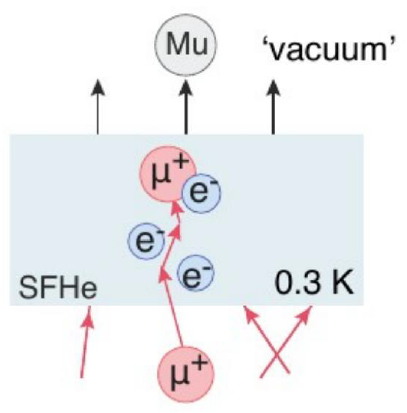 Mu 'vacuum'
μ⁺
e⁻
e⁻
e⁻
SFHe 0.3 K
μ⁺